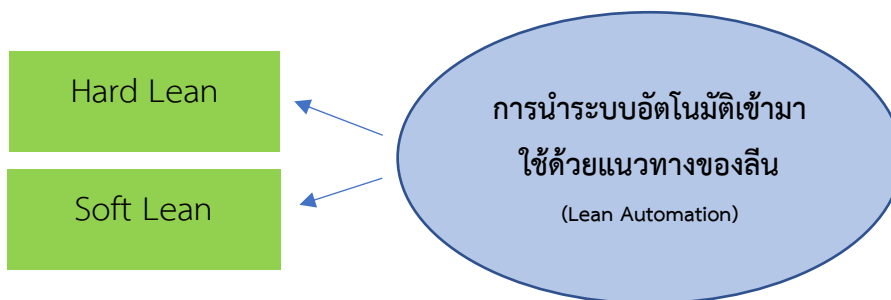 Hard Lean
Soft Lean
การนำระบบอัตโนมัติเข้ามา
ใช้ด้วยแนวทางของลีน
(Lean Automation)